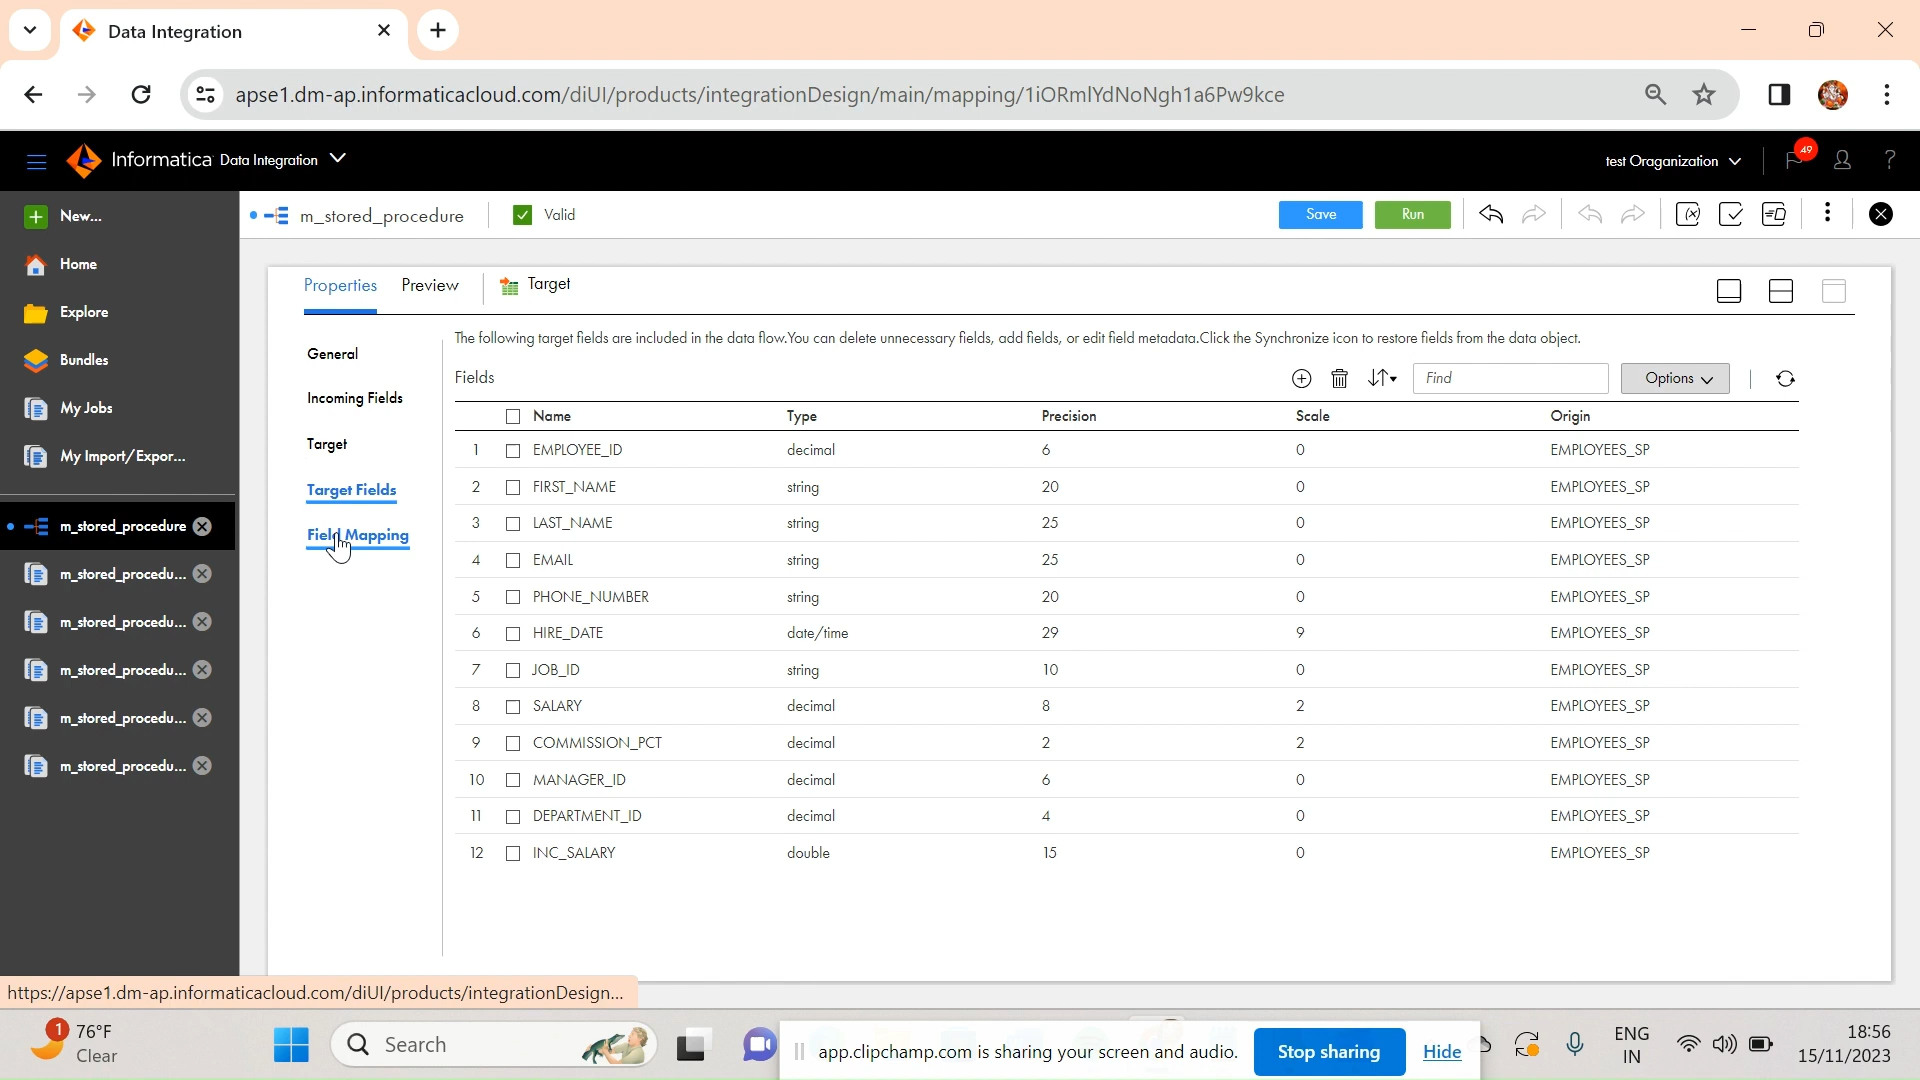 Data Integration
apse1.dm-ap.informaticacloud.com/diUI/products/integrationDesign/main/mapping/1iORmlYdNoNgh1a6Pw9kce
Informatica Data Integration
test Oraganization
49
?
New...
Home
Explore
Bundles
My Jobs
My Import/Expor...
m_stored_procedure
m_stored_procedu...
m_stored_procedu...
m_stored_procedu...
m_stored_procedu...
m_stored_procedu...
m_stored_procedure
Valid
Save
Run
Properties
Preview
Target
General
Incoming Fields
Target
Target Fields
Field Mapping
The following target fields are included in the data flow.You can delete unnecessary fields, add fields, or edit field metadata.Click the Synchronize icon to restore fields from the data object.
Fields
Find
Options
Name Type Precision Scale Origin
1 EMPLOYEE_ID decimal 6 0 EMPLOYEES_SP
2 FIRST_NAME string 20 0 EMPLOYEES_SP
3 LAST_NAME string 25 0 EMPLOYEES_SP
4 EMAIL string 25 0 EMPLOYEES_SP
5 PHONE_NUMBER string 20 0 EMPLOYEES_SP
6 HIRE_DATE date/time 29 9 EMPLOYEES_SP
7 JOB_ID string 10 0 EMPLOYEES_SP
8 SALARY decimal 8 2 EMPLOYEES_SP
9 COMMISSION_PCT decimal 2 2 EMPLOYEES_SP
10 MANAGER_ID decimal 6 0 EMPLOYEES_SP
11 DEPARTMENT_ID decimal 4 0 EMPLOYEES_SP
12 INC_SALARY double 15 0 EMPLOYEES_SP
https://apse1.dm-ap.informaticacloud.com/diUI/products/integrationDesign...
1
76°F
Clear
Search
app.clipchamp.com is sharing your screen and audio.
Stop sharing
Hide
ENG
IN
18:56
15/11/2023